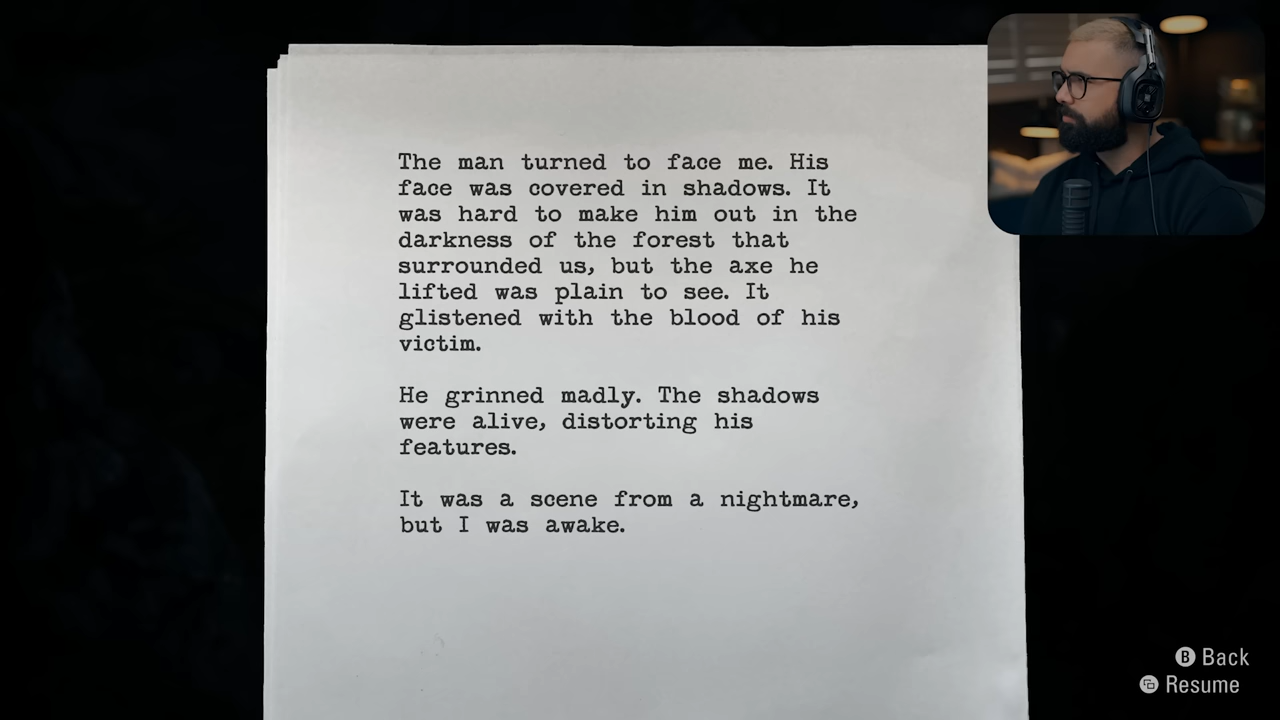 The man turned to face me. His
face was covered in shadows. It
was hard to make him out in the
darkness of the forest that
surrounded us, but the axe he
lifted was plain to see. It
glistened with the blood of his
victim.
He grinned madly. The shadows
were alive, distorting his
features.
It was a scene from a nightmare,
but I was awake.
B Back
Resume